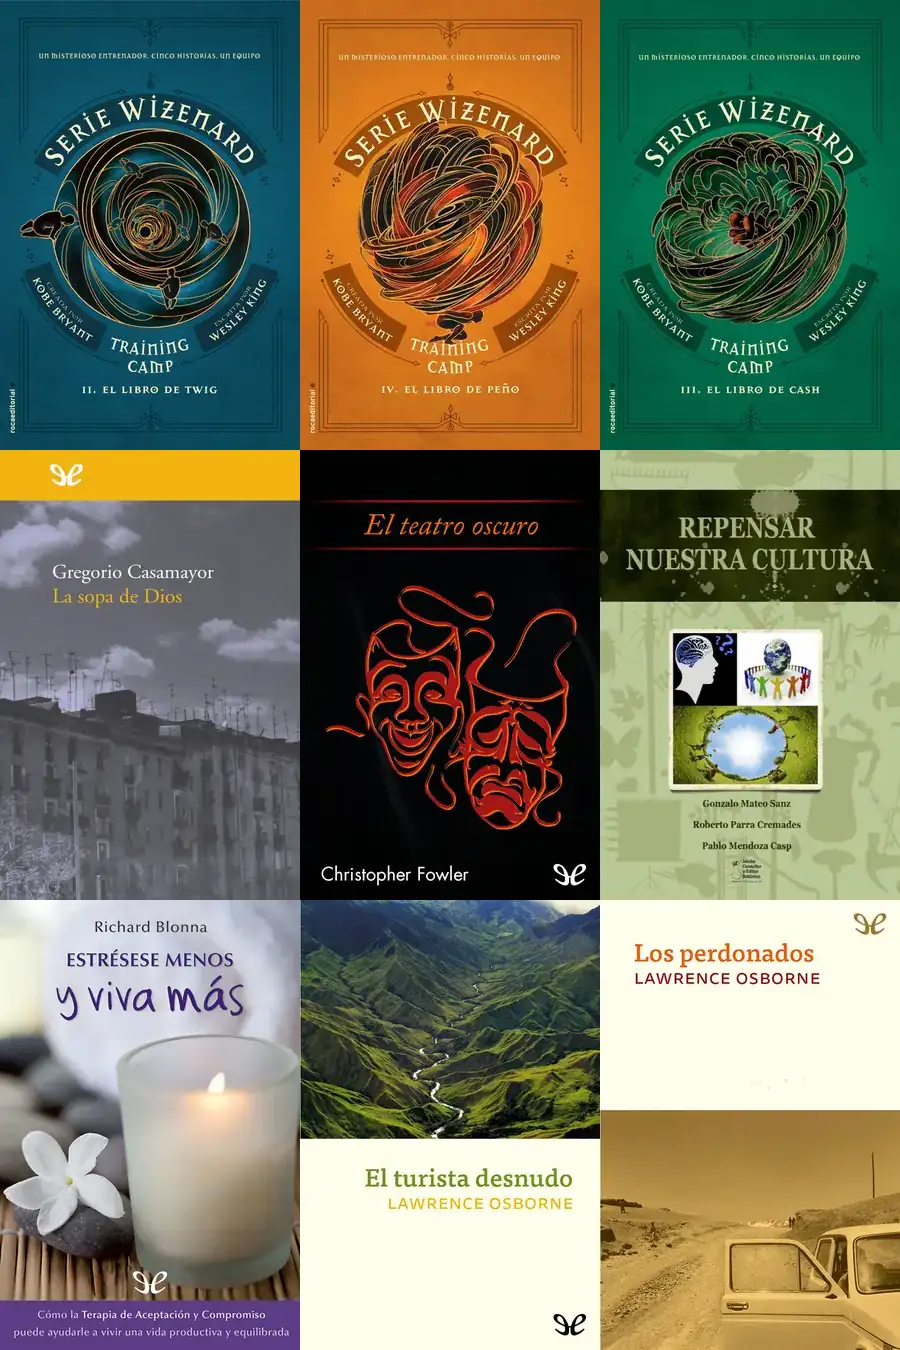 UN MISTERIOSO ENTRENADOR. CINCO HISTORIAS. UN EQUIPO
SERIE WIZENARD
CREADA POR
KOBE BRYANT
ESCRITA POR
WESLEY KING
TRAINING
CAMP
II. EL LIBRO DE TWIG
rocaeditorial
UN MISTERIOSO ENTRENADOR. CINCO HISTORIAS. UN EQUIPO
SERIE WIZENARD
CREADA POR
KOBE BRYANT
ESCRITA POR
WESLEY KING
TRAINING
CAMP
IV. EL LIBRO DE PEÑO
rocaeditorial
UN MISTERIOSO ENTRENADOR. CINCO HISTORIAS. UN EQUIPO
SERIE WIZENARD
CREADA POR
KOBE BRYANT
ESCRITA POR
WESLEY KING
TRAINING
CAMP
III. EL LIBRO DE CASH
rocaeditorial
Gregorio Casamayor
La sopa de Dios
El teatro oscuro
Christopher Fowler
REPENSAR
NUESTRA CULTURA
Gonzalo Mateo Sanz
Roberto Parra Cremades
Pablo Mendoza Casp
Richard Blonna
ESTRÉSESE MENOS
y viva más
Cómo la Terapia de Aceptación y Compromiso
puede ayudarle a vivir una vida productiva y equilibrada
El turista desnudo
LAWRENCE OSBORNE
Los perdonados
LAWRENCE OSBORNE